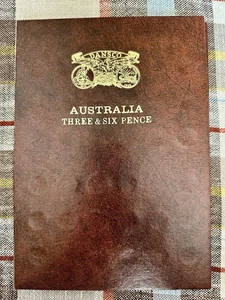 DANSCO
AUSTRALIA
THREE & SIX PENCE